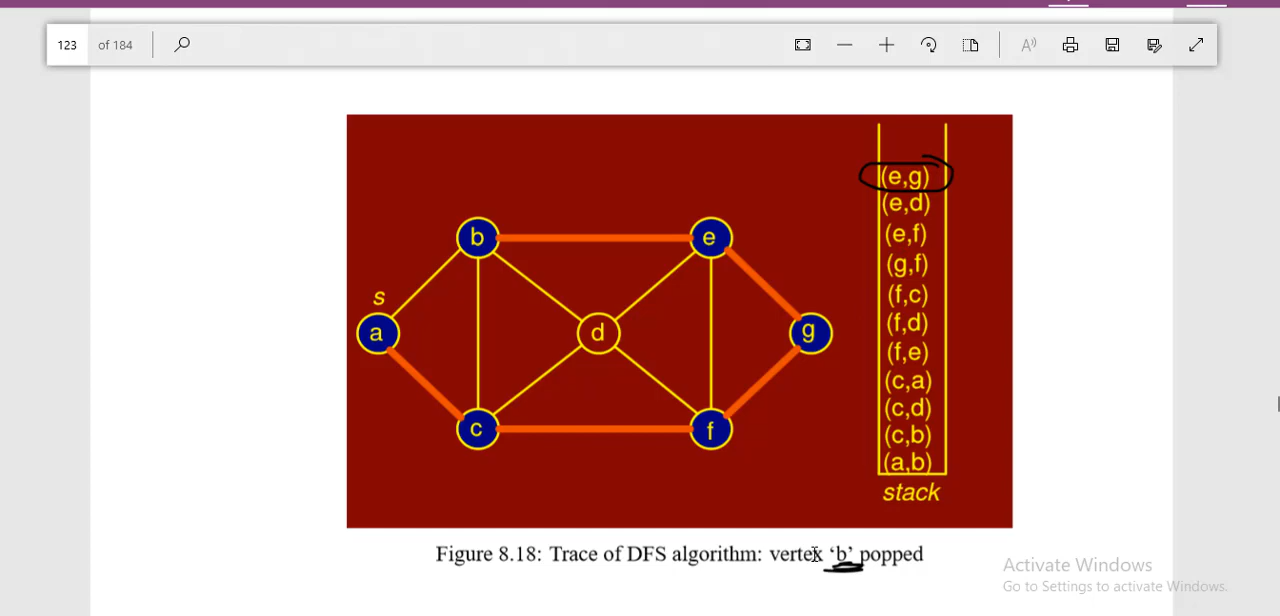 123 of 184
(e,g)
(e,d)
(e,f)
(g,f)
(f,c)
(f,d)
(f,e)
(c,a)
(c,d)
(c,b)
(a,b)
stack
b
e
s
a
d
g
c
f
Figure 8.18: Trace of DFS algorithm: vertex ‘b’ popped
Activate Windows
Go to Settings to activate Windows.